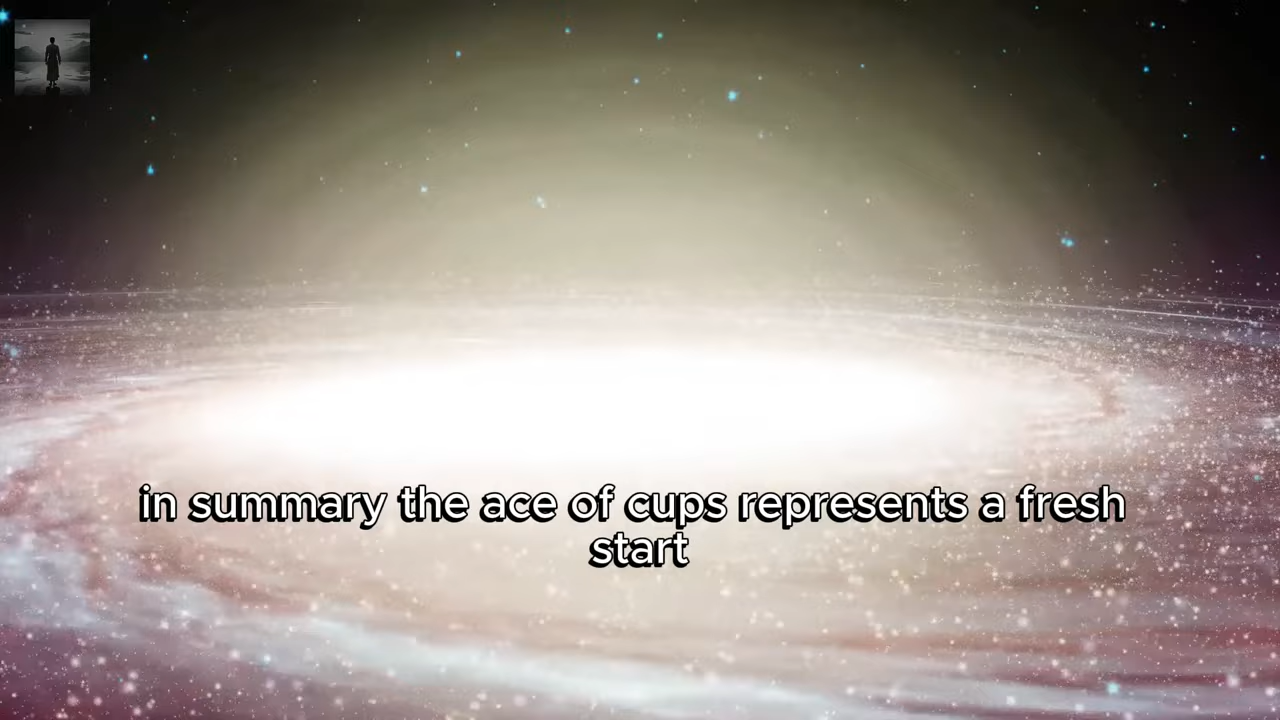 in summary the ace of cups represents a fresh
start